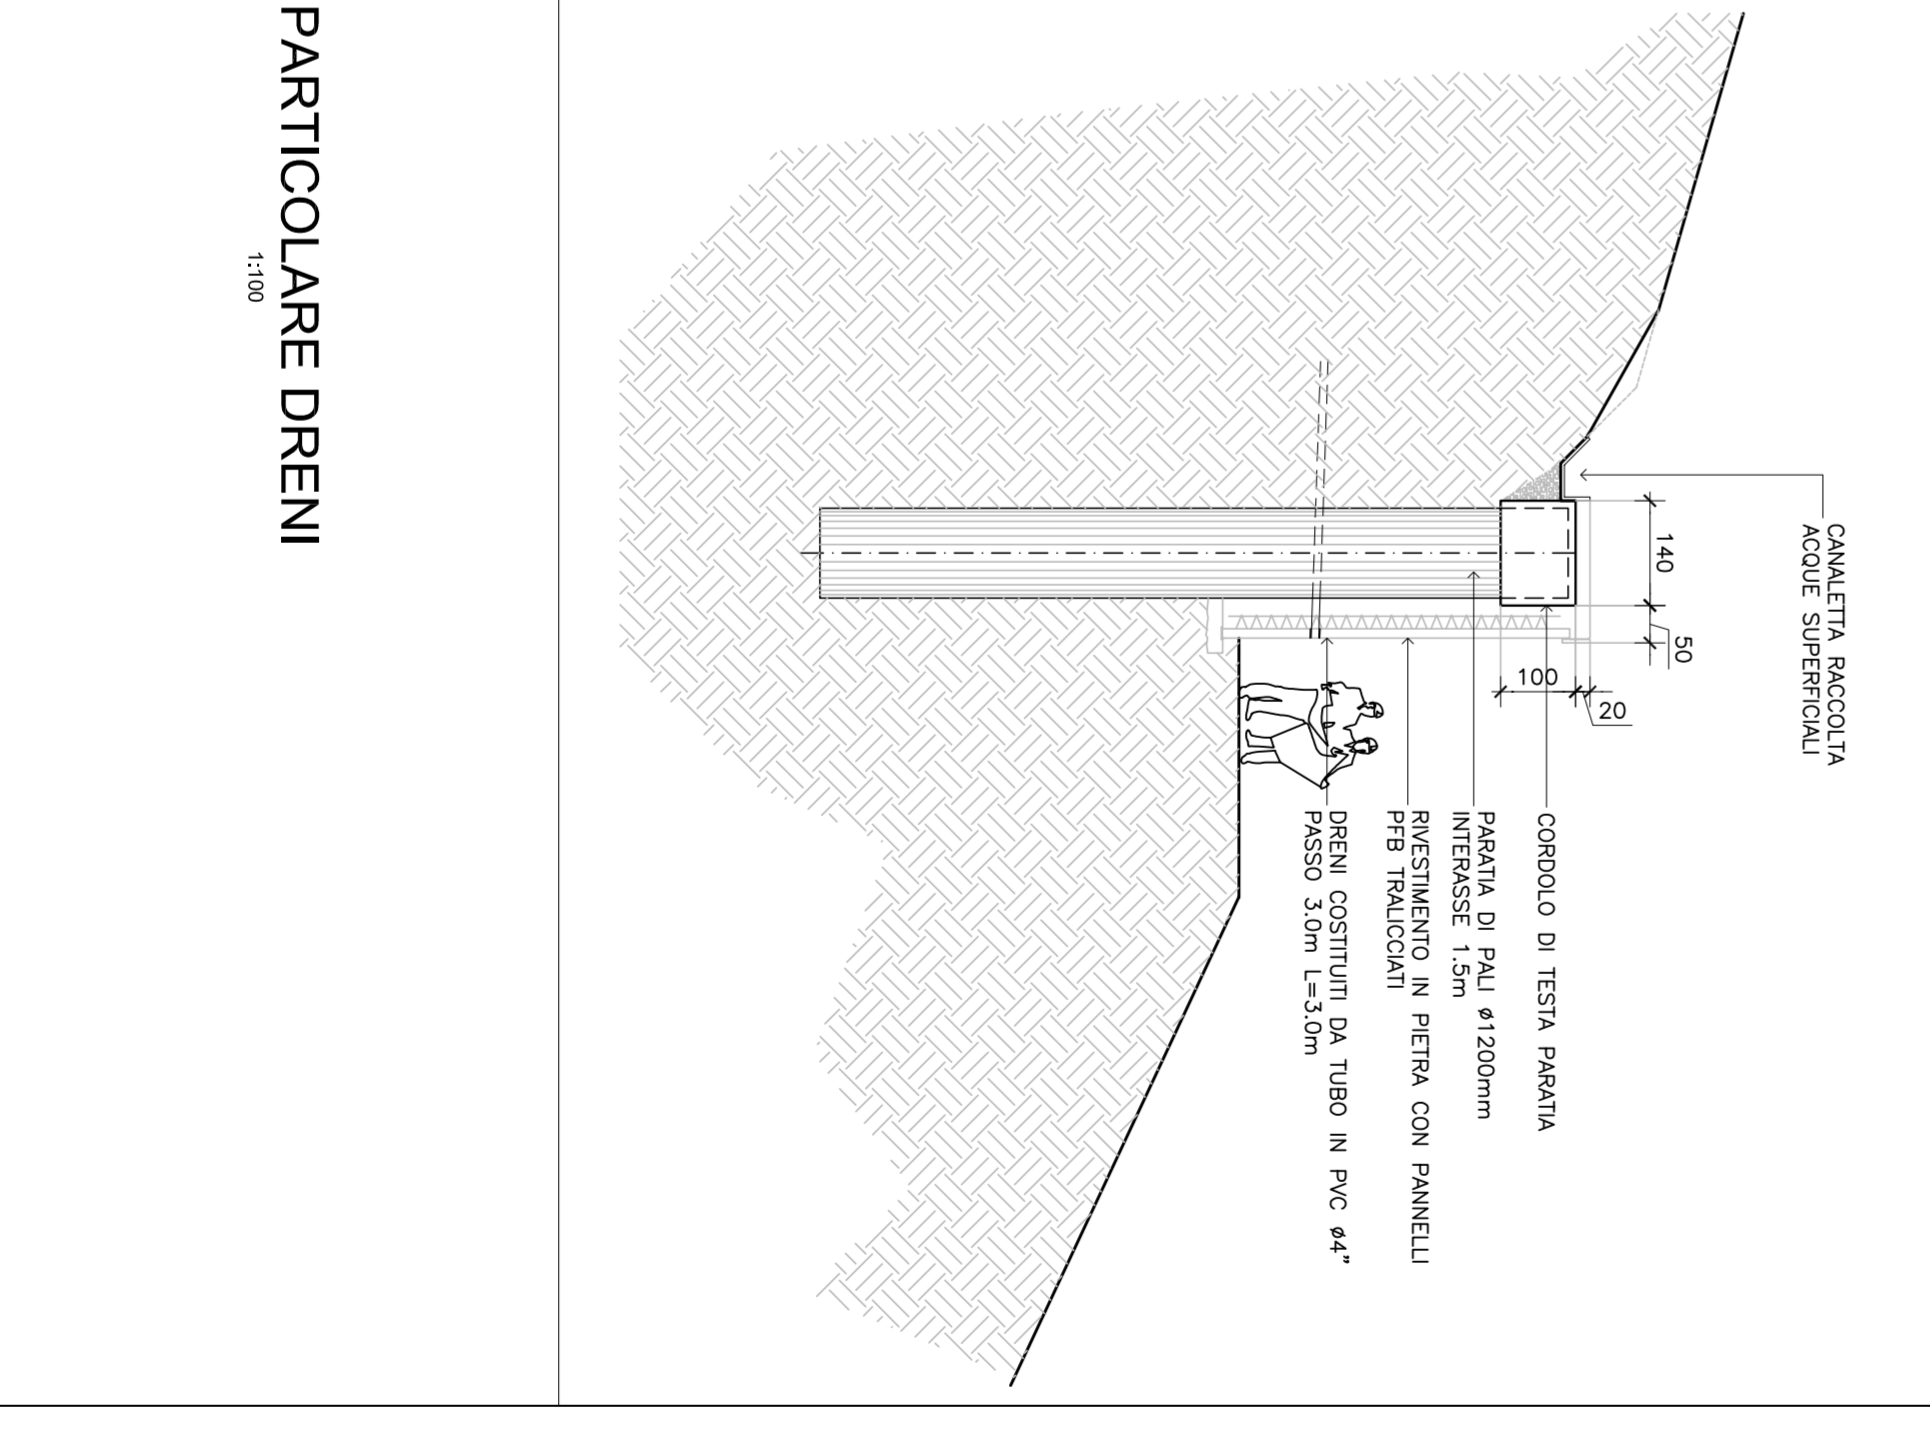 PARTICOLARE DRENI
1:100
CANALETTA RACCOLTA
ACQUE SUPERFICIALI
140
50
100
20
CORDOLO DI TESTA PARATIA
PARATIA DI PALI ø1200mm
INTERASSE 1.5m
RIVESTIMENTO IN PIETRA CON PANNELLI
PFB TRALICCIATI
DRENI COSTITUITI DA TUBO IN PVC ø4"
PASSO 3.0m L=3.0m